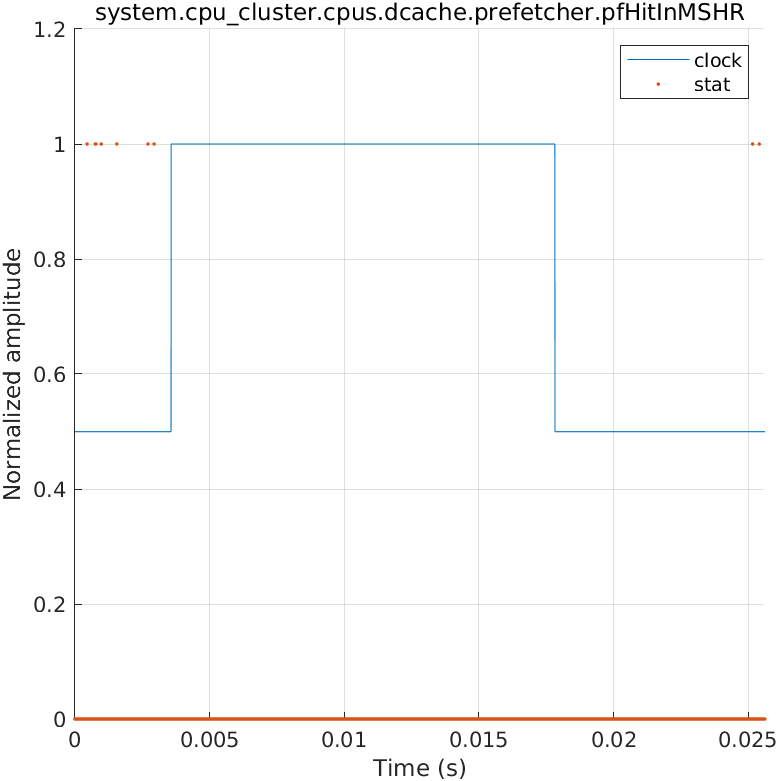 system.cpu_cluster.cpus.dcache.prefetcher.pfHitInMSHR
1.2
clock
stat
1
0.8
0.6
0.4
0.2
0
Normalized amplitude
0
0.005
0.01
0.015
0.02
0.025
Time (s)